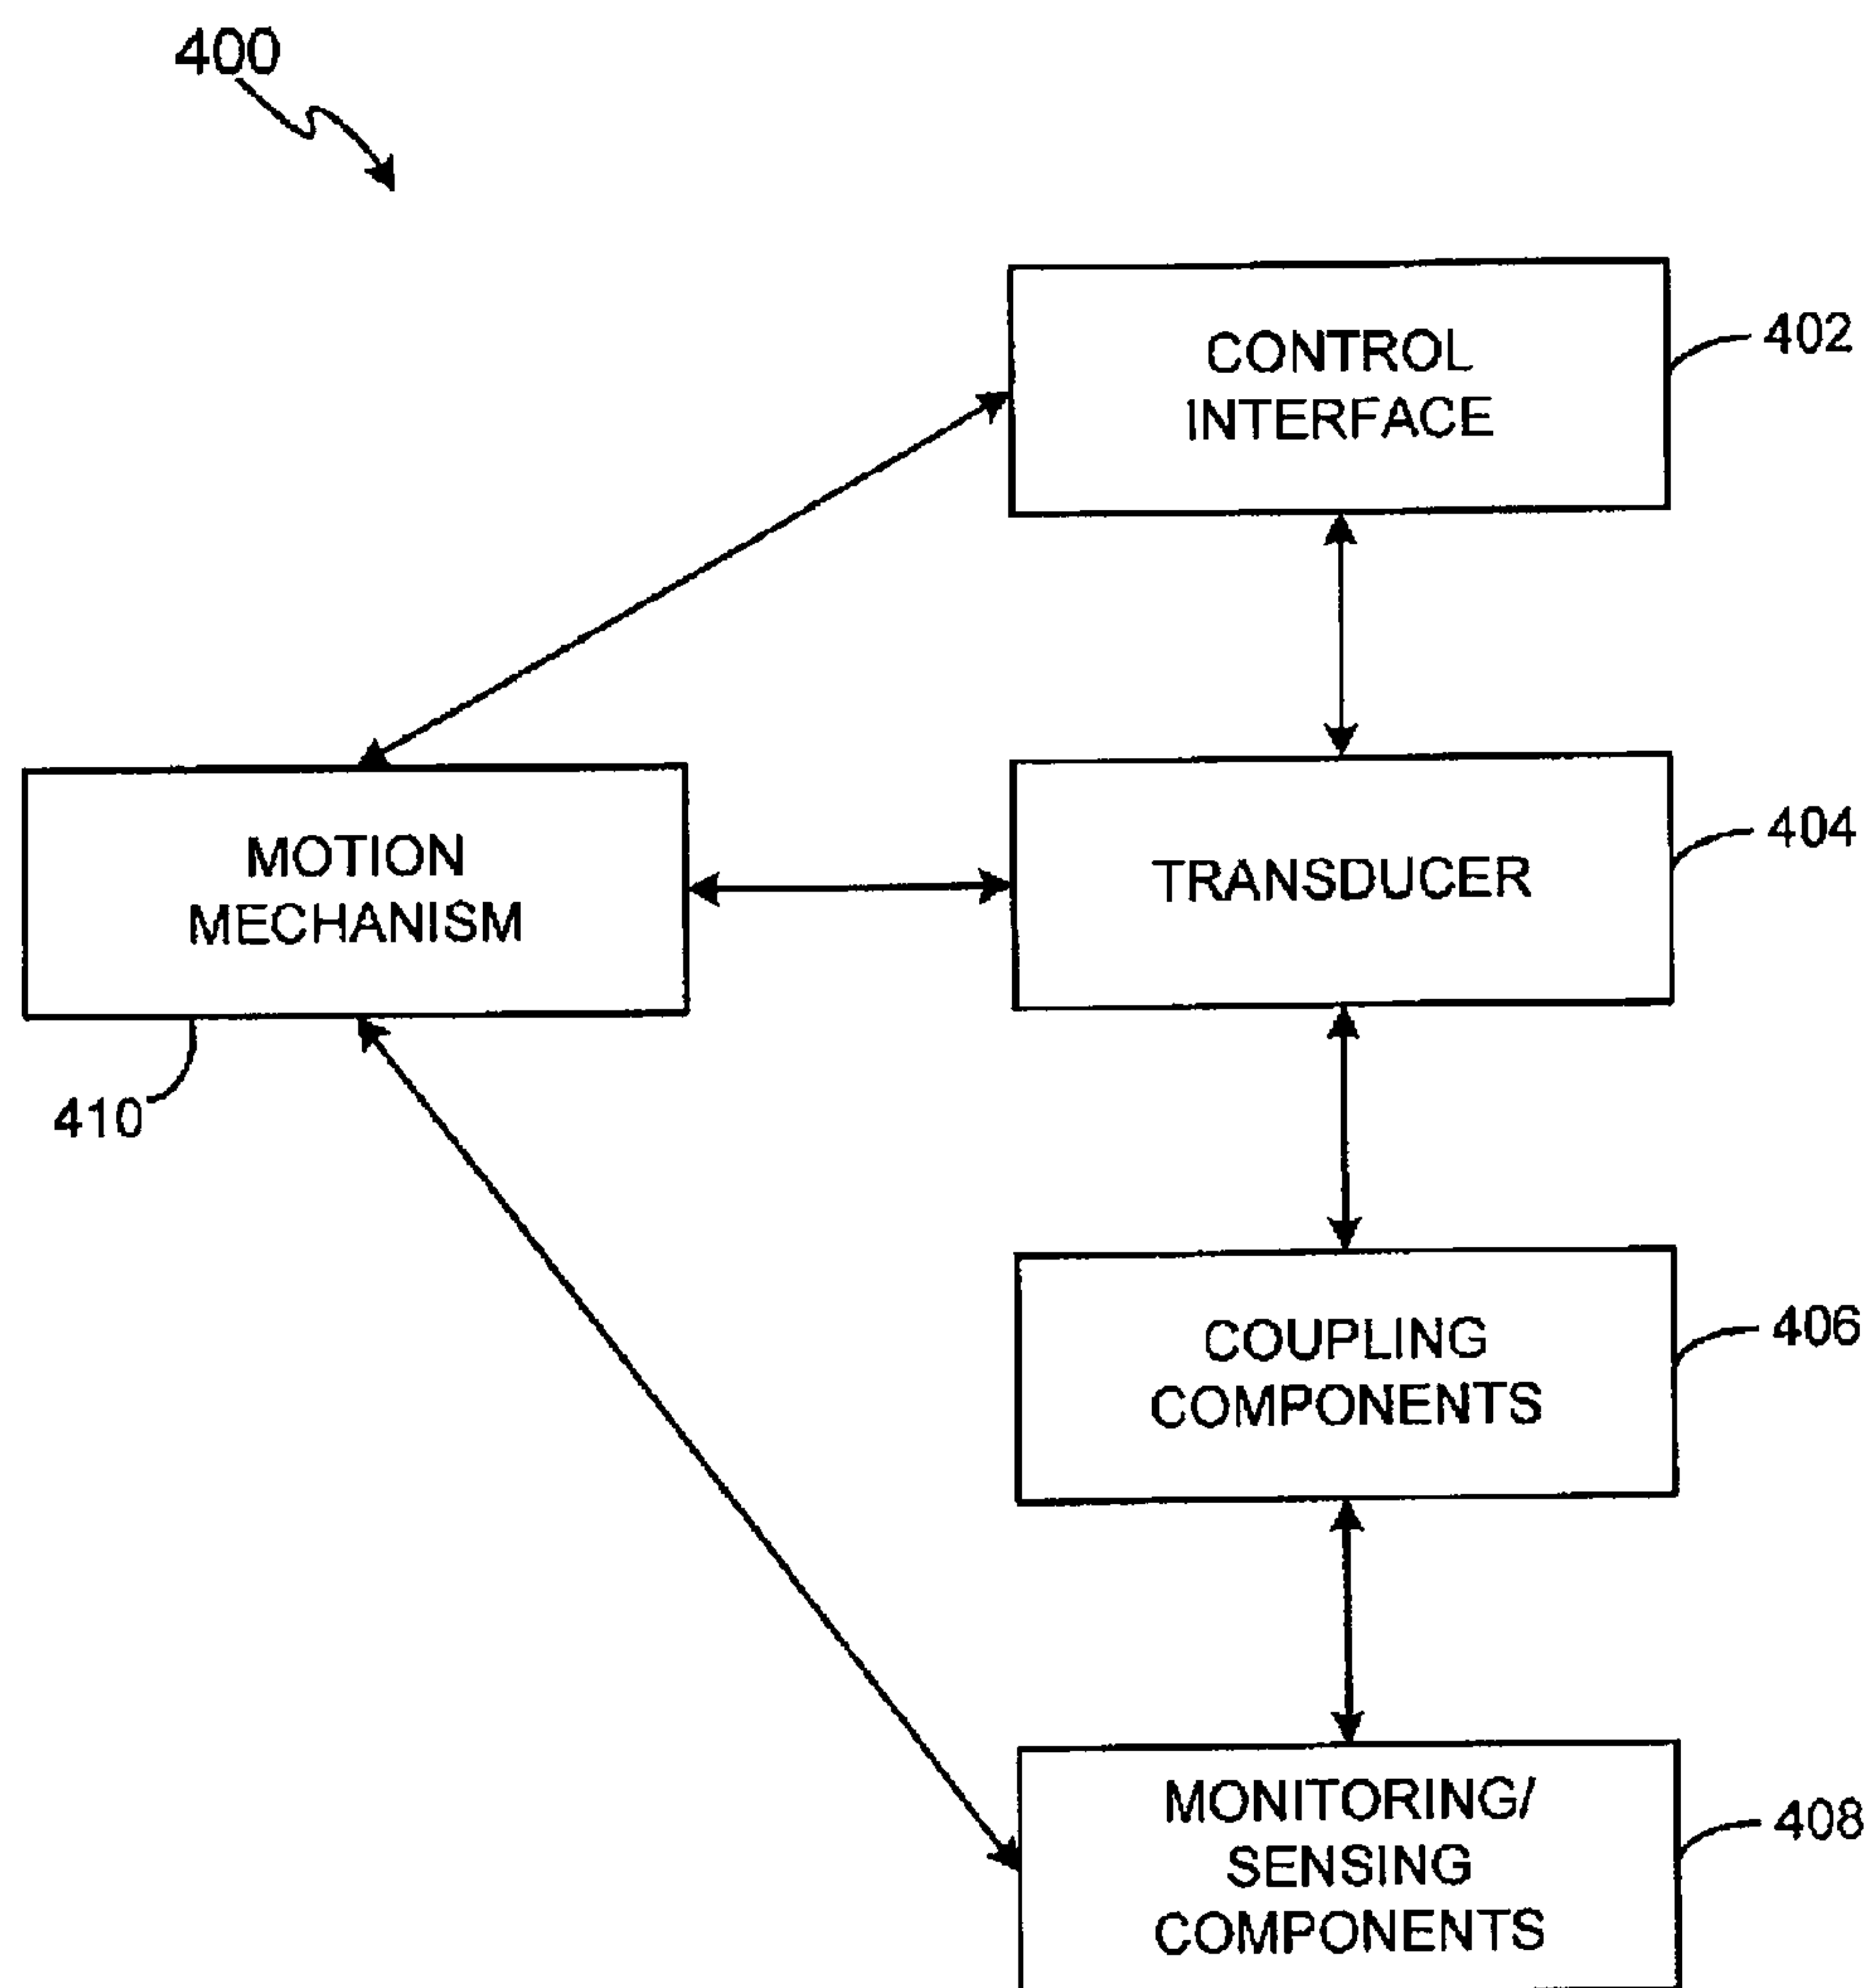 400
CONTROL
INTERFACE
402
MOTION
MECHANISM
410
TRANSDUCER
404
COUPLING
COMPONENTS
406
MONITORING/
SENSING
COMPONENTS
408